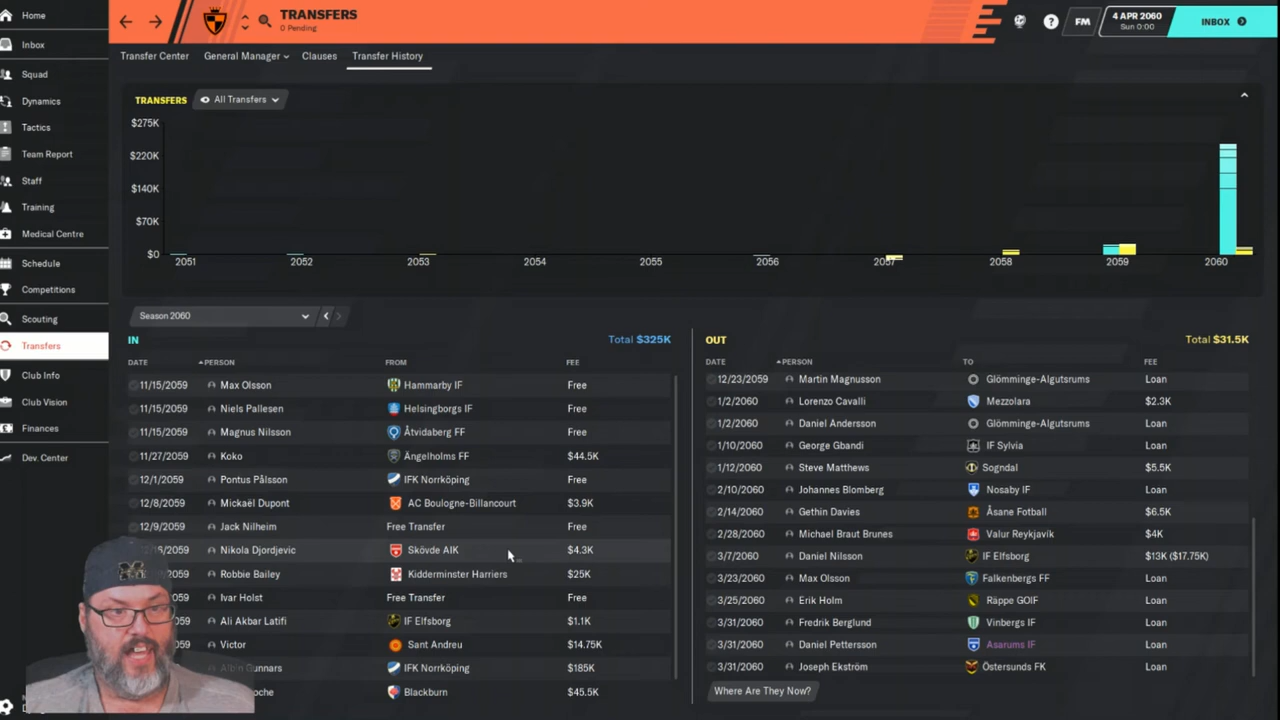 Home
Inbox
Squad
Dynamics
Tactics
Team Report
Staff
Training
Medical Centre
Schedule
Competitions
Scouting
Transfers
Club Info
Club Vision
Finances
Dev. Center
TRANSFERS
0 Pending
FM
4 APR 2060
Sun 0:00
INBOX
Transfer Center
General Manager
Clauses
Transfer History
TRANSFERS
All Transfers
$275K
$220K
$140K
$70K
$0
2051 2052 2053 2054 2055 2056 2057 2058 2059 2060
Season 2060
IN Total $325K
DATE PERSON FROM FEE
11/15/2059 Max Olsson Hammarby IF Free
11/15/2059 Niels Pallesen Helsingborgs IF Free
11/15/2059 Magnus Nilsson Åtvidaberg FF Free
11/27/2059 Koko Ängelholms FF $44.5K
12/1/2059 Pontus Pålsson IFK Norrköping Free
12/8/2059 Mickaël Dupont AC Boulogne-Billancourt $3.9K
12/9/2059 Jack Nilheim Free Transfer Free
Nikola Djordjevic Skövde AIK $4.3K
Robbie Bailey Kidderminster Harriers $25K
Ivar Holst Free Transfer Free
Ali Akbar Latifi IF Elfsborg $1.1K
Victor Sant Andreu $14.75K
Gunnars IFK Norrköping $185K
Blackburn $45.5K
OUT Total $31.5K
DATE PERSON TO FEE
12/23/2059 Martin Magnusson Glömminge-Algutsrums Loan
1/2/2060 Lorenzo Cavalli Mezzolara $2.3K
1/2/2060 Daniel Andersson Glömminge-Algutsrums Loan
1/10/2060 George Gbandi IF Sylvia Loan
1/12/2060 Steve Matthews Sogndal $5.5K
2/10/2060 Johannes Blomberg Nosaby IF Loan
2/14/2060 Gethin Davies Åsane Fotball $6.5K
2/28/2060 Michael Braut Brunes Valur Reykjavík $4K
3/7/2060 Daniel Nilsson IF Elfsborg $13K ($17.75K)
3/23/2060 Max Olsson Falkenbergs FF Loan
3/25/2060 Erik Holm Räppe GOIF Loan
3/31/2060 Fredrik Berglund Vinbergs IF Loan
3/31/2060 Daniel Pettersson Asarums IF Loan
3/31/2060 Joseph Ekström Östersunds FK Loan
Where Are They Now?